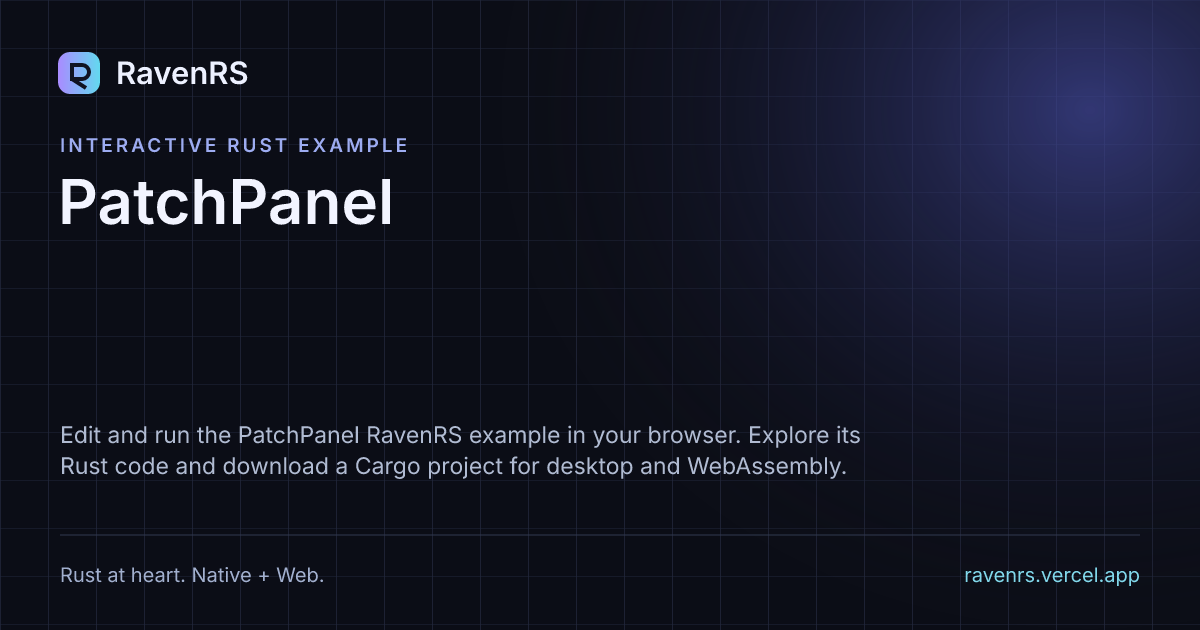 RavenRS
INTERACTIVE RUST EXAMPLE
PatchPanel
Edit and run the PatchPanel RavenRS example in your browser. Explore its
Rust code and download a Cargo project for desktop and WebAssembly.
Rust at heart. Native + Web.
ravenrs.vercel.app